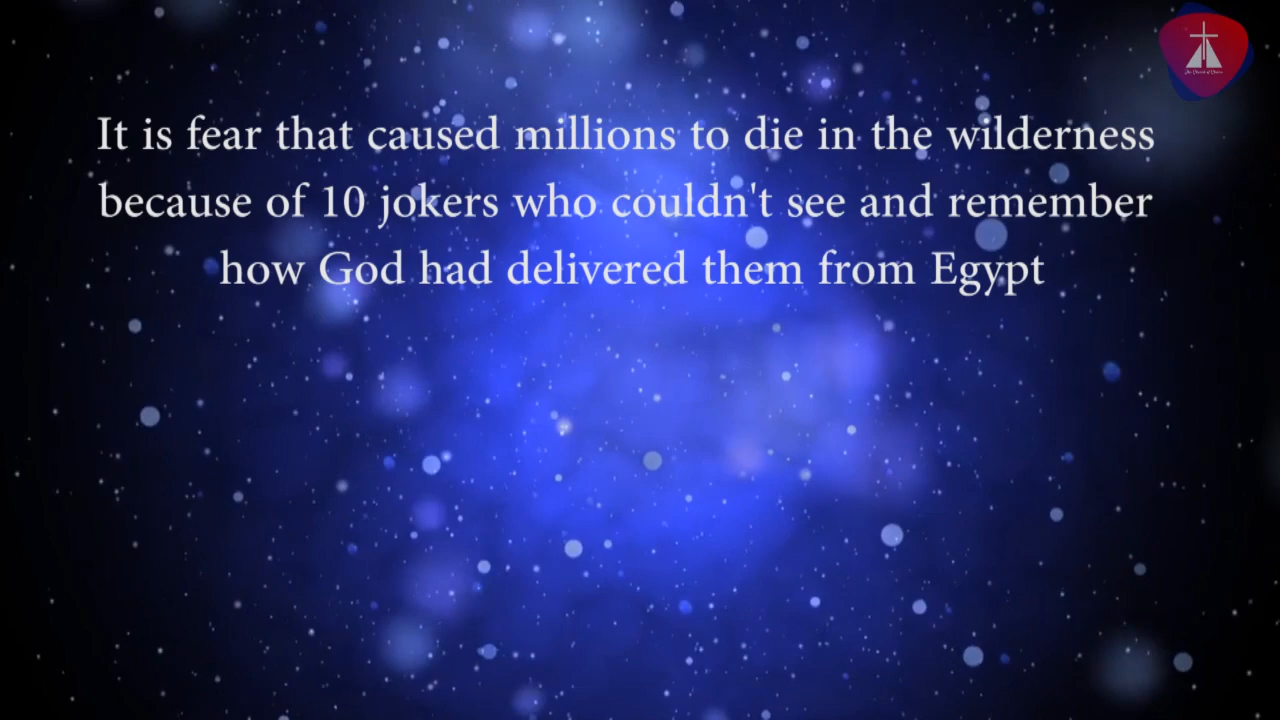 It is fear that caused millions to die in the wilderness
because of 10 jokers who couldn't see and remember
how God had delivered them from Egypt